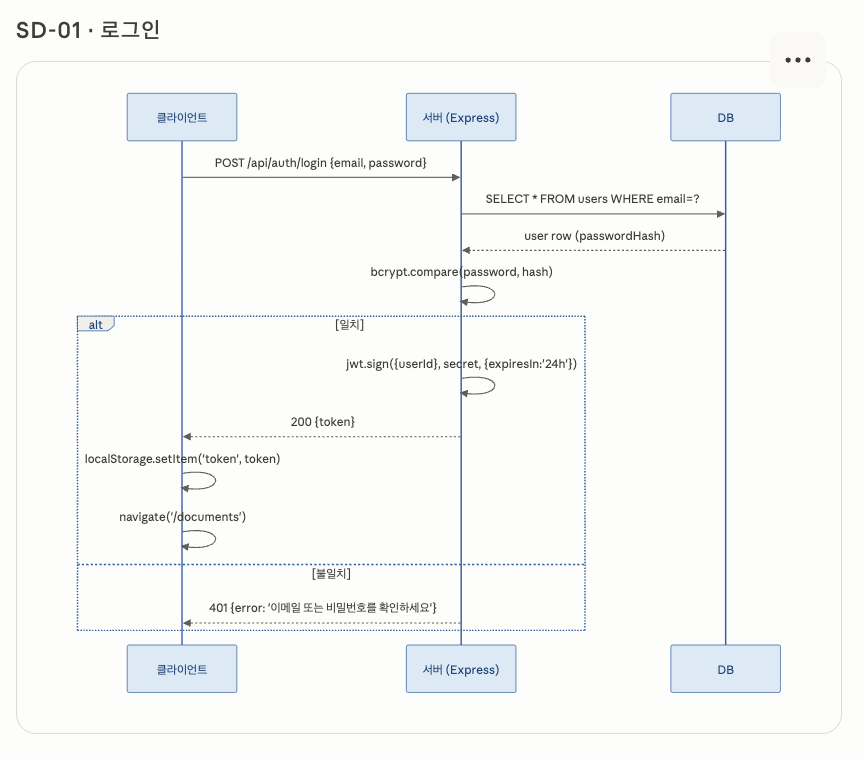 SD-01 · 로그인
클라이언트
서버 (Express)
DB
POST /api/auth/login {email, password}
SELECT * FROM users WHERE email=?
user row (passwordHash)
bcrypt.compare(password, hash)
alt
[일치]
jwt.sign({userId}, secret, {expiresIn:'24h'})
200 {token}
localStorage.setItem('token', token)
navigate('/documents')
[불일치]
401 {error: '이메일 또는 비밀번호를 확인하세요'}
클라이언트
서버 (Express)
DB